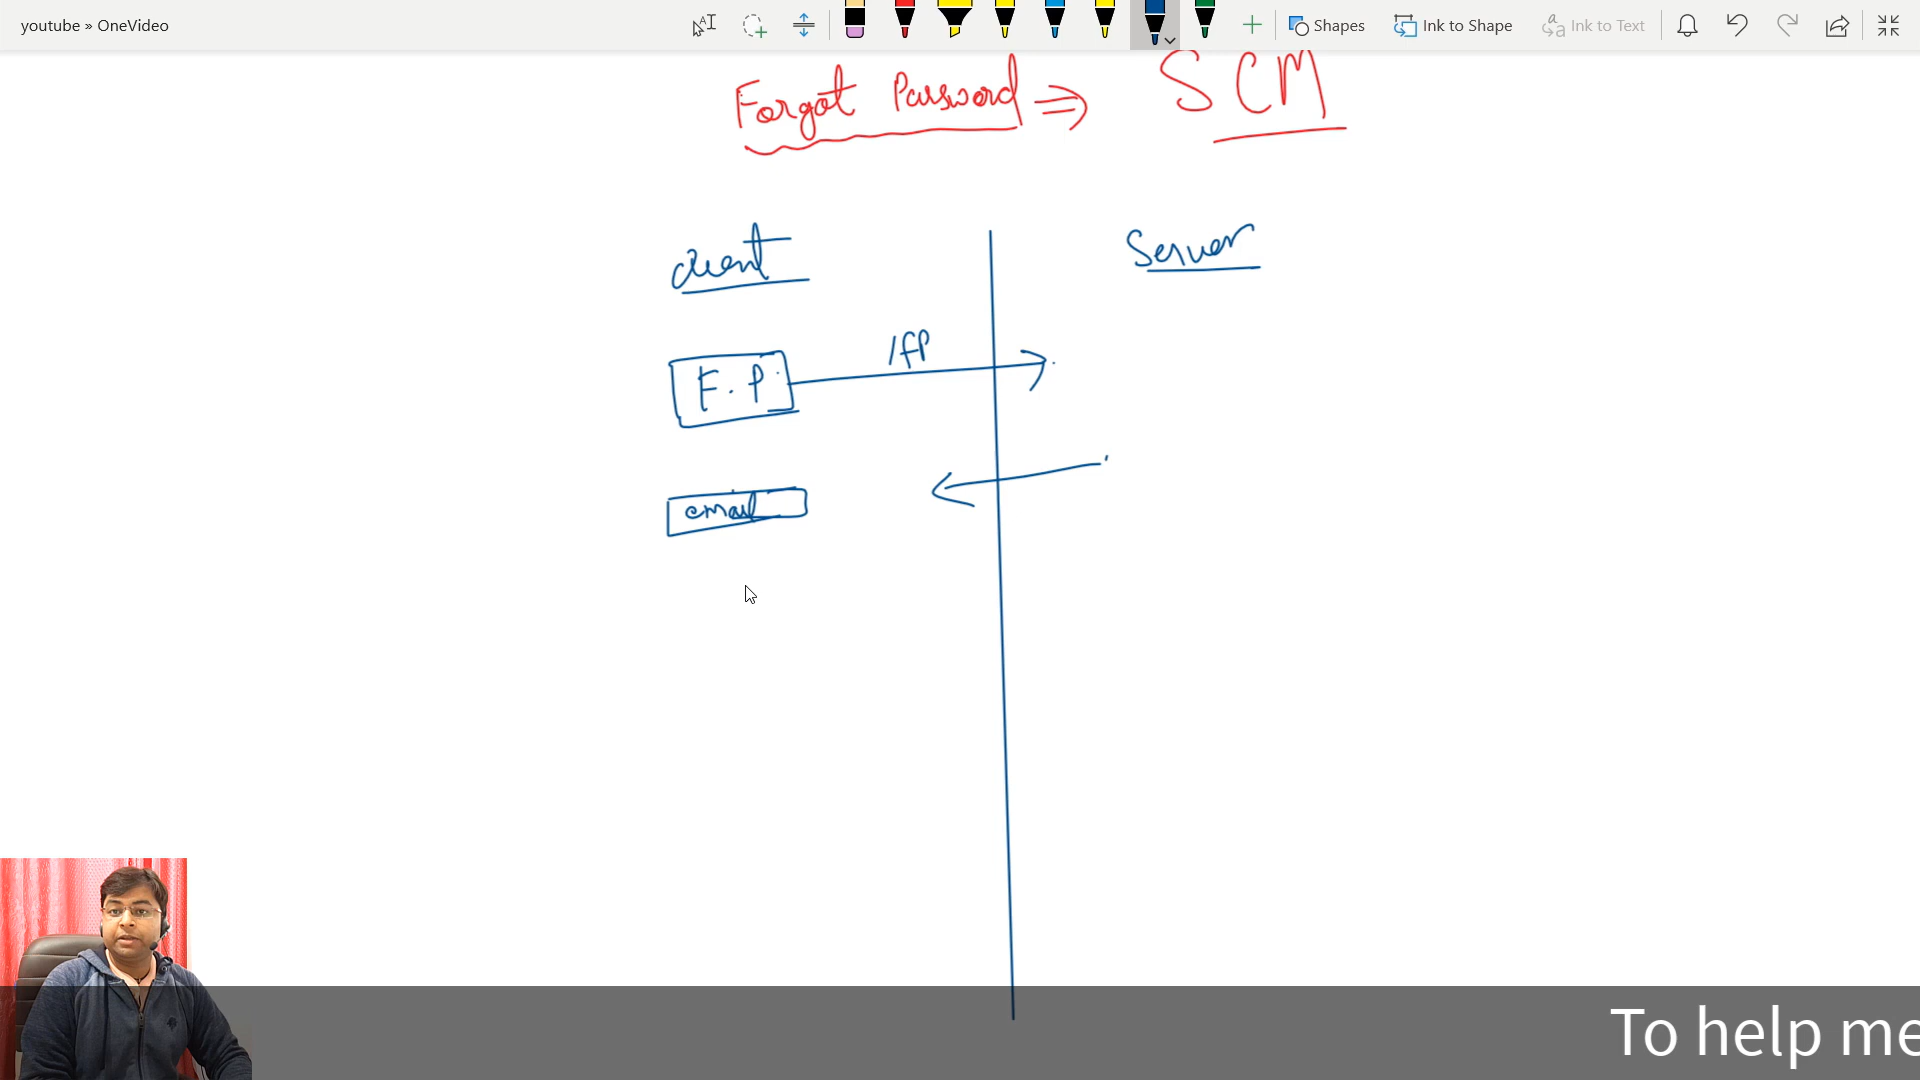 youtube » OneVideo
Shapes
Ink to Shape
Ink to Text
Forgot Password ⇒ SCM
client
Server
/fP
F.P
email
To help me